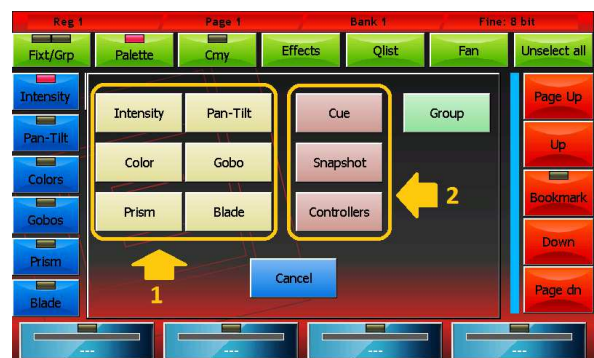 Reg 1 Page 1 Bank 1 Fine: 8 bit
Fixt/Grp Palette Cmy Effects Qlist Fan Unselect all
Intensity Intensity Pan-Tilt Cue Group Page Up
Pan-Tilt Up
Colors Color Gobo Snapshot Bookmark
Gobos 2
Prism Prism Blade Controllers Down
Blade 1 Cancel Page dn
--- --- --- ---